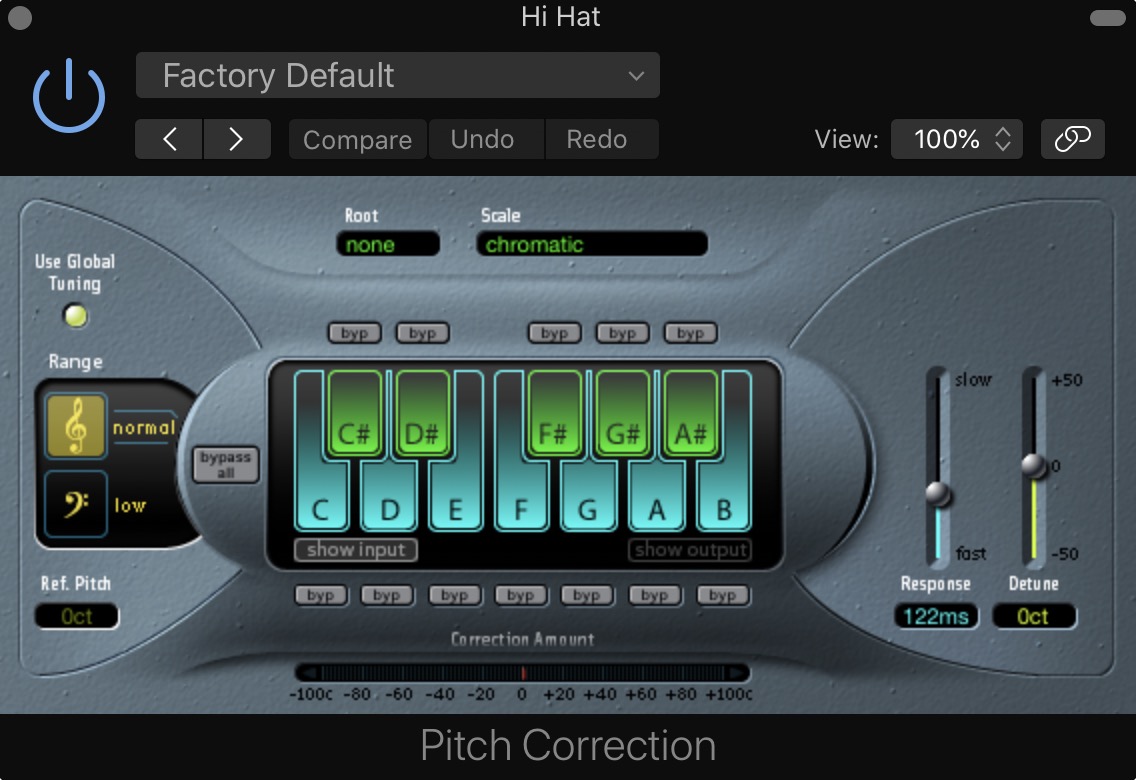 Hi Hat
Factory Default
Compare Undo Redo View: 100%
Root Scale
none chromatic
Use Global
Tuning
byp byp byp byp byp
Range
normal
low
bypass
all
C# D# F# G# A#
C D E F G A B
show input show output
slow +50
0
fast -50
Ref. Pitch
0ct
byp byp byp byp byp byp byp
Response Detune
122ms 0ct
Correction Amount
-100c -80 -60 -40 -20 0 +20 +40 +60 +80 +100c
Pitch Correction